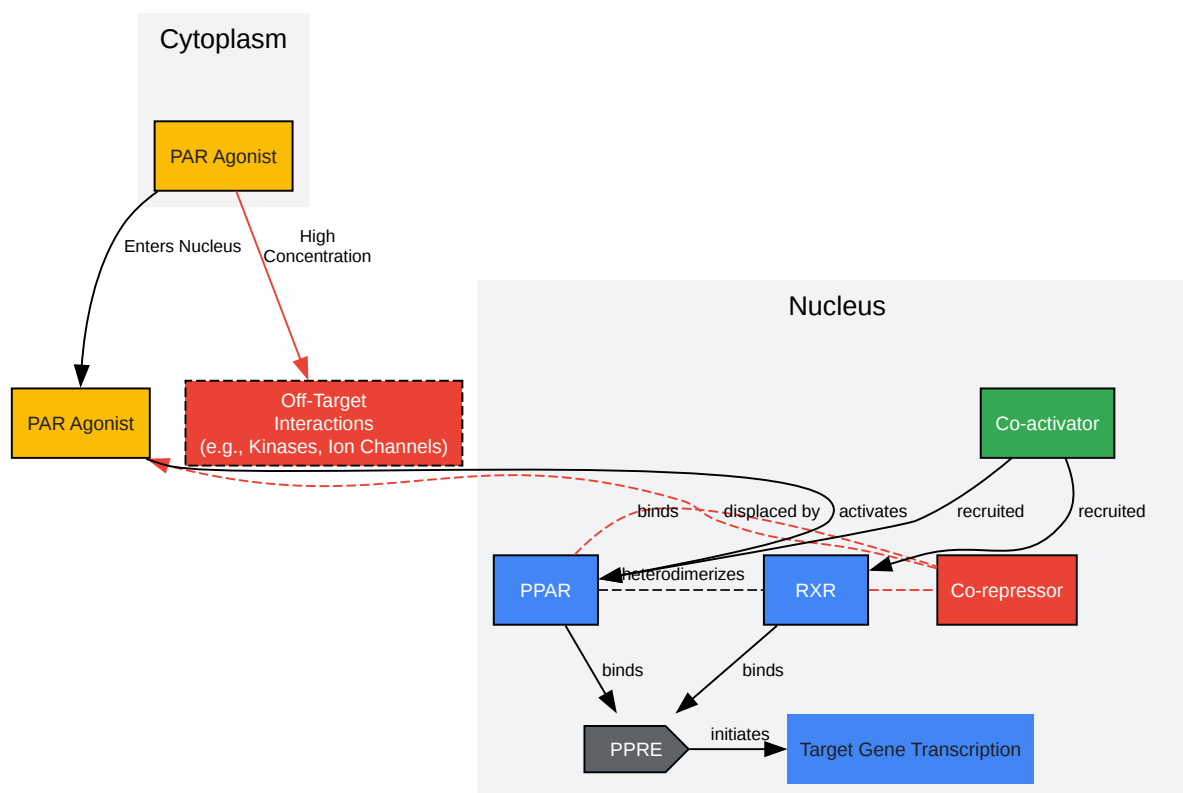 Cytoplasm
PAR Agonist
Enters Nucleus
High
Concentration
Nucleus
PAR Agonist
Off-Target
Interactions
(e.g., Kinases, Ion Channels)
Co-activator
binds
displaced by
activates
recruited
recruited
heterodimerizes
PPAR
RXR
Co-repressor
binds
binds
PPRE
initiates
Target Gene Transcription